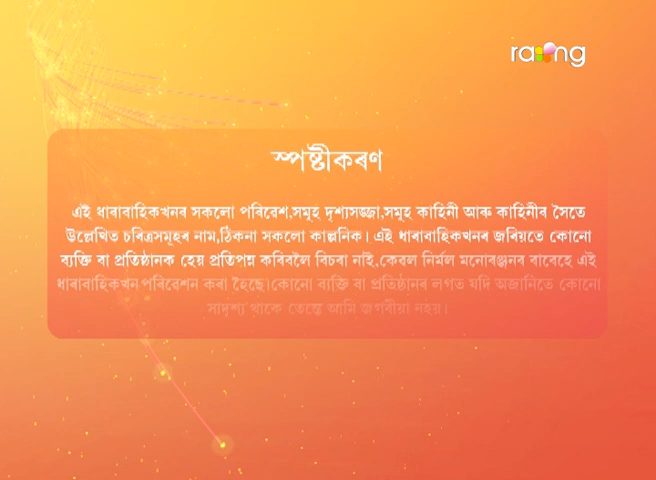 rang
স্পষ্টীকৰণ
এই ধাৰাবাহিকখনৰ সকলো পৰিৱেশ,সমূহ দৃশ্যসজ্জা,সমূহ কাহিনী আৰু কাহিনীৰ সৈতে
উল্লেখিত চৰিত্ৰসমূহৰ নাম,ঠিকনা সকলো কাল্পনিক। এই ধাৰাবাহিকখনৰ জৰিয়তে কোনো
ব্যক্তি বা প্ৰতিষ্ঠানক হেয় প্ৰতিপন্ন কৰিবলৈ বিচৰা নাই,কেৱল নিৰ্মল মনোৰঞ্জনৰ বাবেহে এই
ধাৰাবাহিকখন পৰিৱেশন কৰা হৈছে।কোনো ব্যক্তি বা প্ৰতিষ্ঠানৰ লগত যদি অজানিতে কোনো
সাদৃশ্য থাকে তেন্তে আমি জগৰীয়া নহয়।